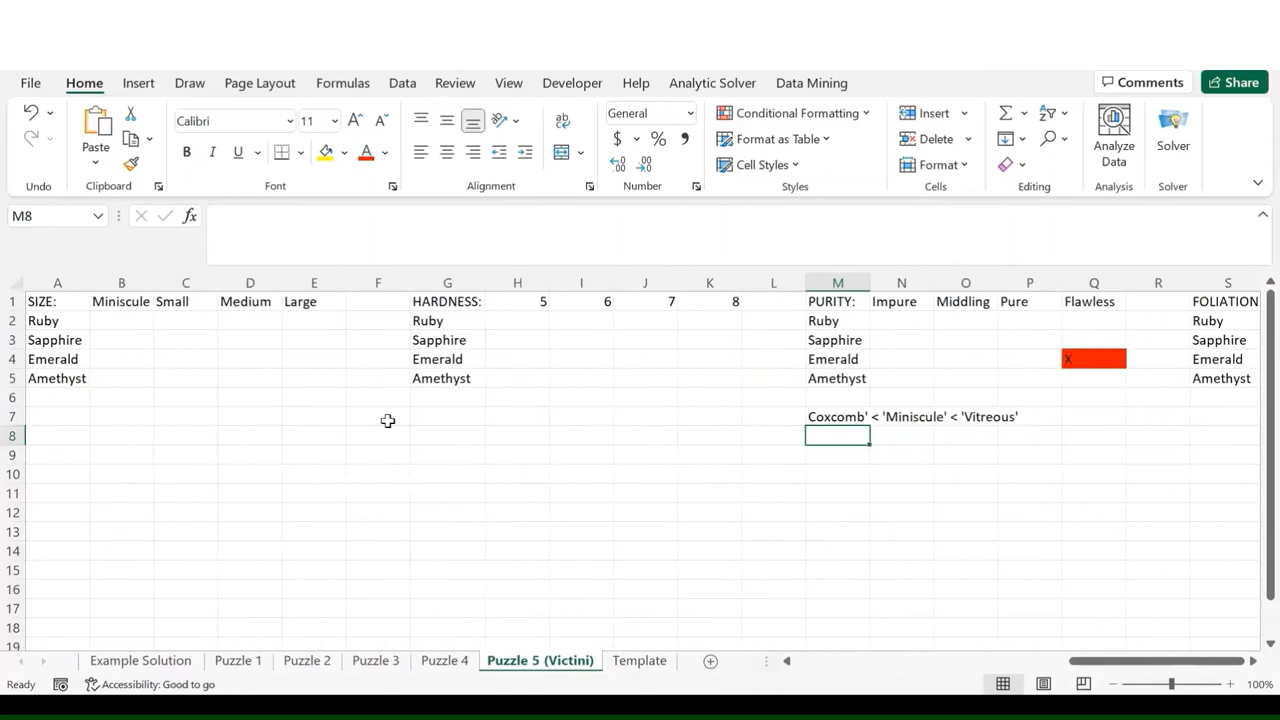 File Home Insert Draw Page Layout Formulas Data Review View Developer Help Analytic Solver Data Mining Comments Share
Calibri 11 General Conditional Formatting Insert
Paste Format as Table Delete Analyze Data Solver
B I U A $ % , Cell Styles Format
Undo Clipboard Font Alignment Number Styles Cells Editing Analysis Solver
M8 fx
A B C D E F G H I J K L M N O P Q R S
1 SIZE: Miniscule Small Medium Large HARDNESS: 5 6 7 8 PURITY: Impure Middling Pure Flawless FOLIATION
2 Ruby Ruby Ruby Ruby
3 Sapphire Sapphire Sapphire Sapphire
4 Emerald Emerald Emerald X Emerald
5 Amethyst Amethyst Amethyst Amethyst
6
7 Coxcomb' < 'Miniscule' < 'Vitreous'
8
9
10
11
12
13
14
15
16
17
18
19
Example Solution Puzzle 1 Puzzle 2 Puzzle 3 Puzzle 4 Puzzle 5 (Victini) Template
Ready Accessibility: Good to go 100%